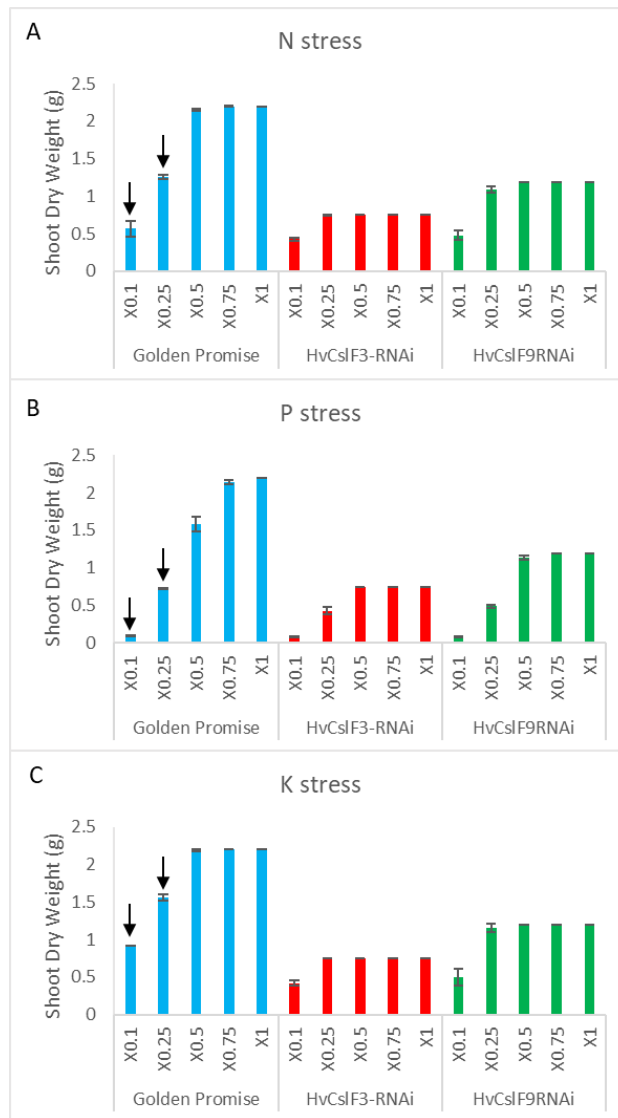 A
N stress
Shoot Dry Weight (g)
2.5
2
1.5
1
0.5
0
X0.1 X0.25 X0.5 X0.75 X1 X0.1 X0.25 X0.5 X0.75 X1 X0.1 X0.25 X0.5 X0.75 X1
Golden Promise HvCslF3-RNAi HvCslF9RNAi
B
P stress
Shoot Dry Weight (g)
2.5
2
1.5
1
0.5
0
X0.1 X0.25 X0.5 X0.75 X1 X0.1 X0.25 X0.5 X0.75 X1 X0.1 X0.25 X0.5 X0.75 X1
Golden Promise HvCslF3-RNAi HvCslF9RNAi
C
K stress
Shoot Dry Weight (g)
2.5
2
1.5
1
0.5
0
X0.1 X0.25 X0.5 X0.75 X1 X0.1 X0.25 X0.5 X0.75 X1 X0.1 X0.25 X0.5 X0.75 X1
Golden Promise HvCslF3-RNAi HvCslF9RNAi